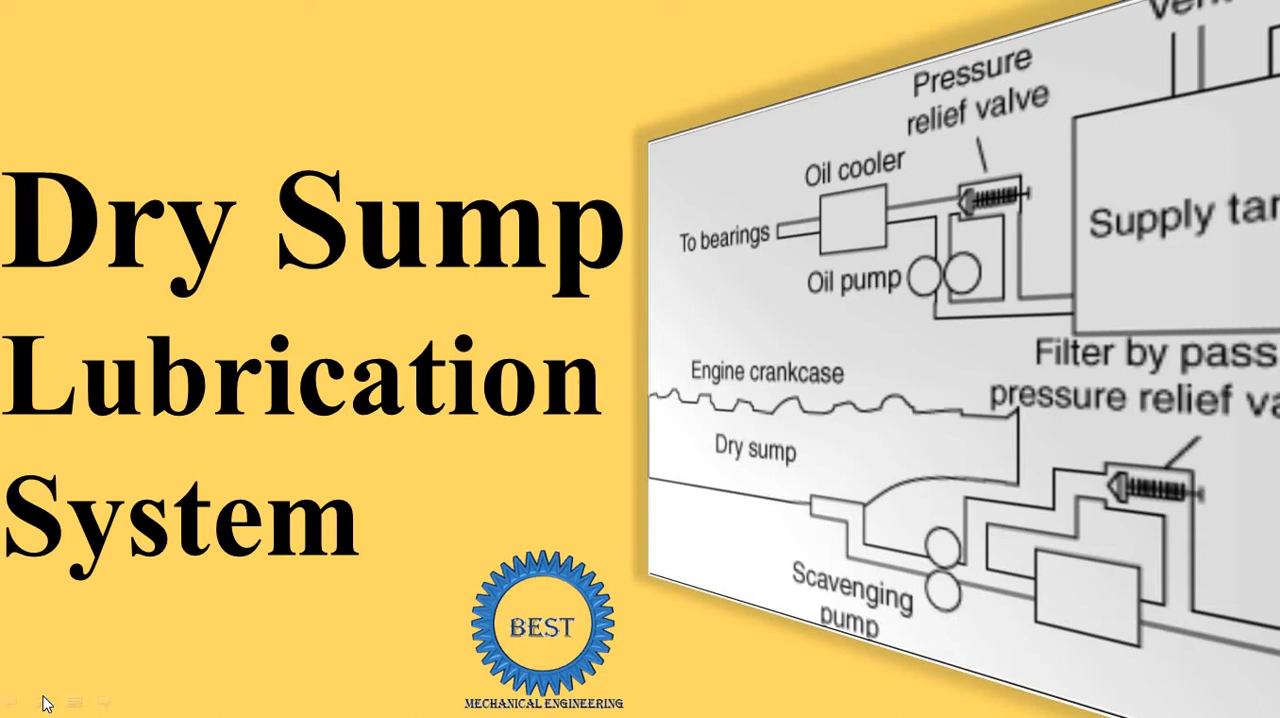 Dry Sump
Lubrication
System
Pressure
relief valve
Oil cooler
To bearings
Oil pump
Supply
Filter by pass
pressure relief
Engine crankcase
Dry sump
Scavenging
pump
BEST
MECHANICAL ENGINEERING